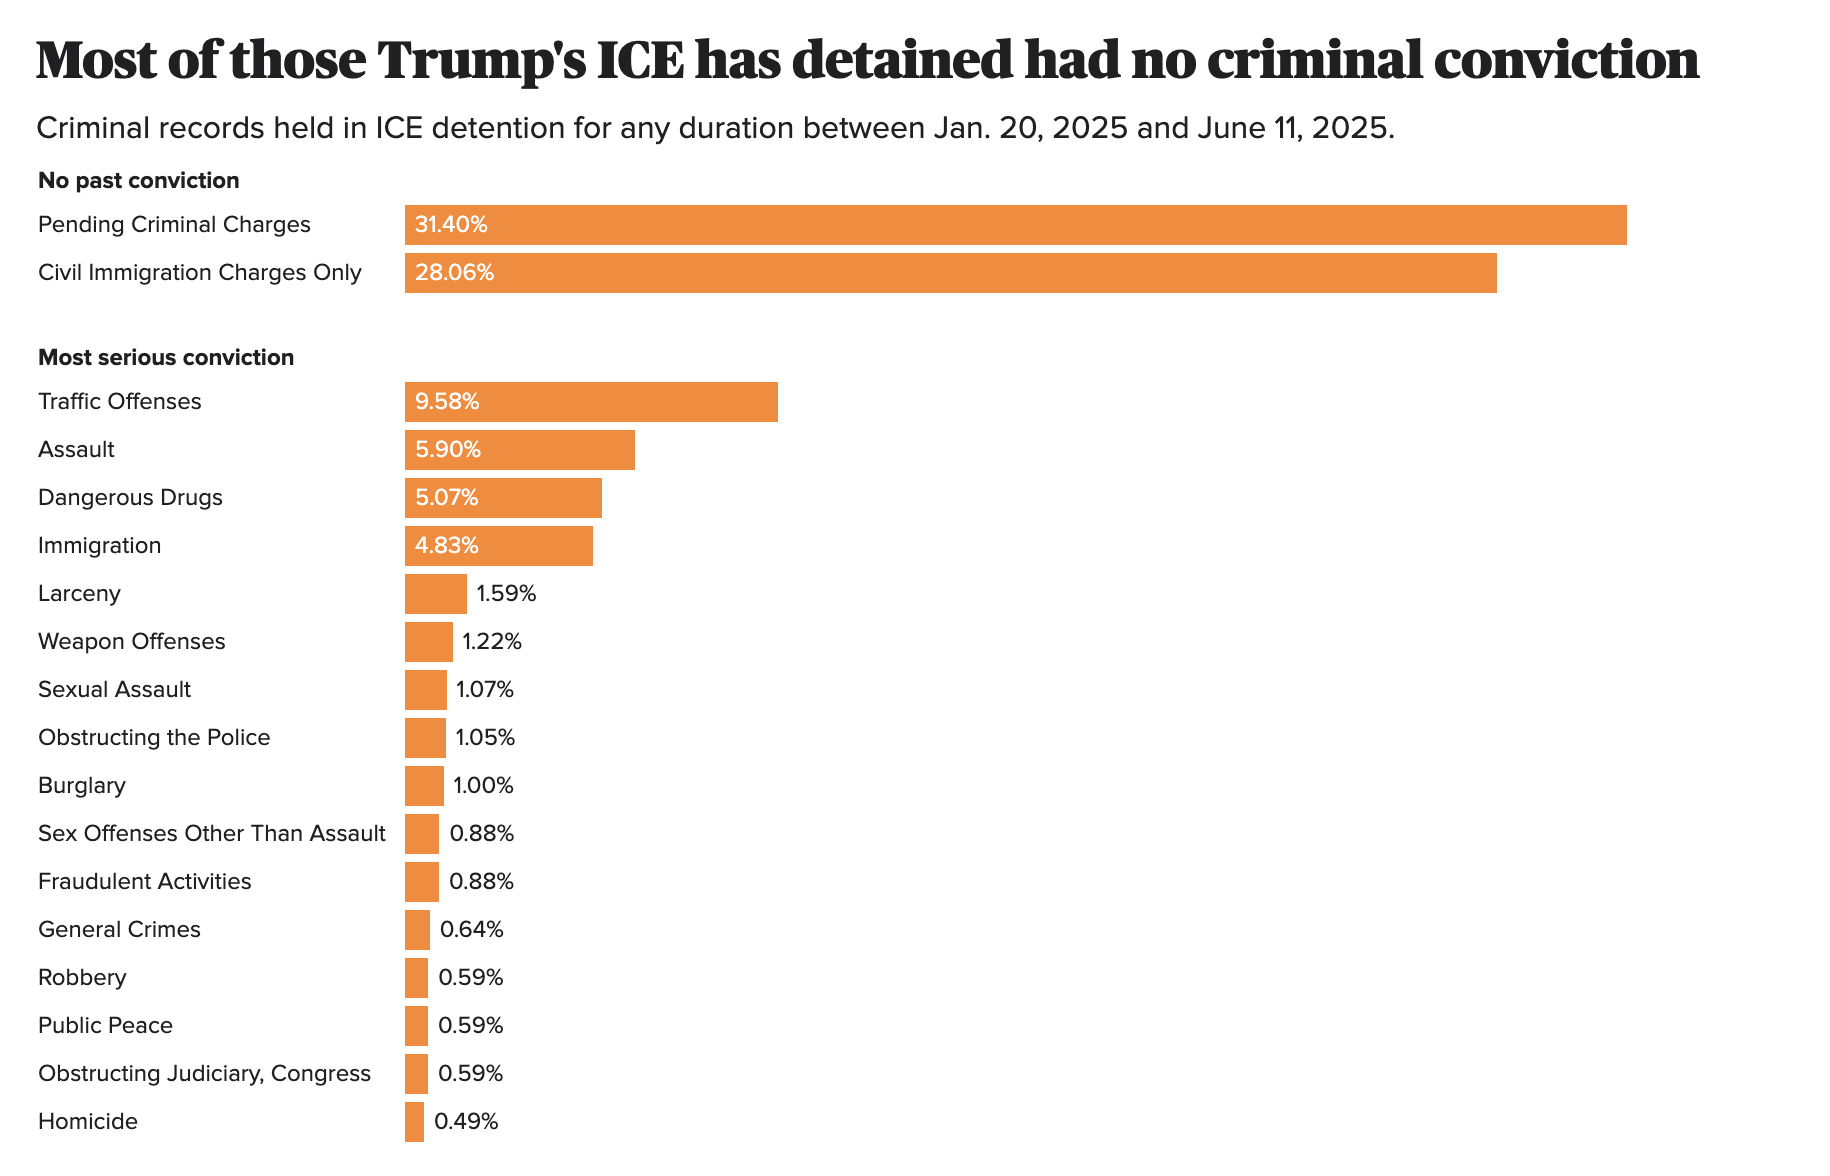 Most of those Trump's ICE has detained had no criminal conviction
Criminal records held in ICE detention for any duration between Jan. 20, 2025 and June 11, 2025.
No past conviction
Pending Criminal Charges 31.40%
Civil Immigration Charges Only 28.06%
Most serious conviction
Traffic Offenses 9.58%
Assault 5.90%
Dangerous Drugs 5.07%
Immigration 4.83%
Larceny 1.59%
Weapon Offenses 1.22%
Sexual Assault 1.07%
Obstructing the Police 1.05%
Burglary 1.00%
Sex Offenses Other Than Assault 0.88%
Fraudulent Activities 0.88%
General Crimes 0.64%
Robbery 0.59%
Public Peace 0.59%
Obstructing Judiciary, Congress 0.59%
Homicide 0.49%